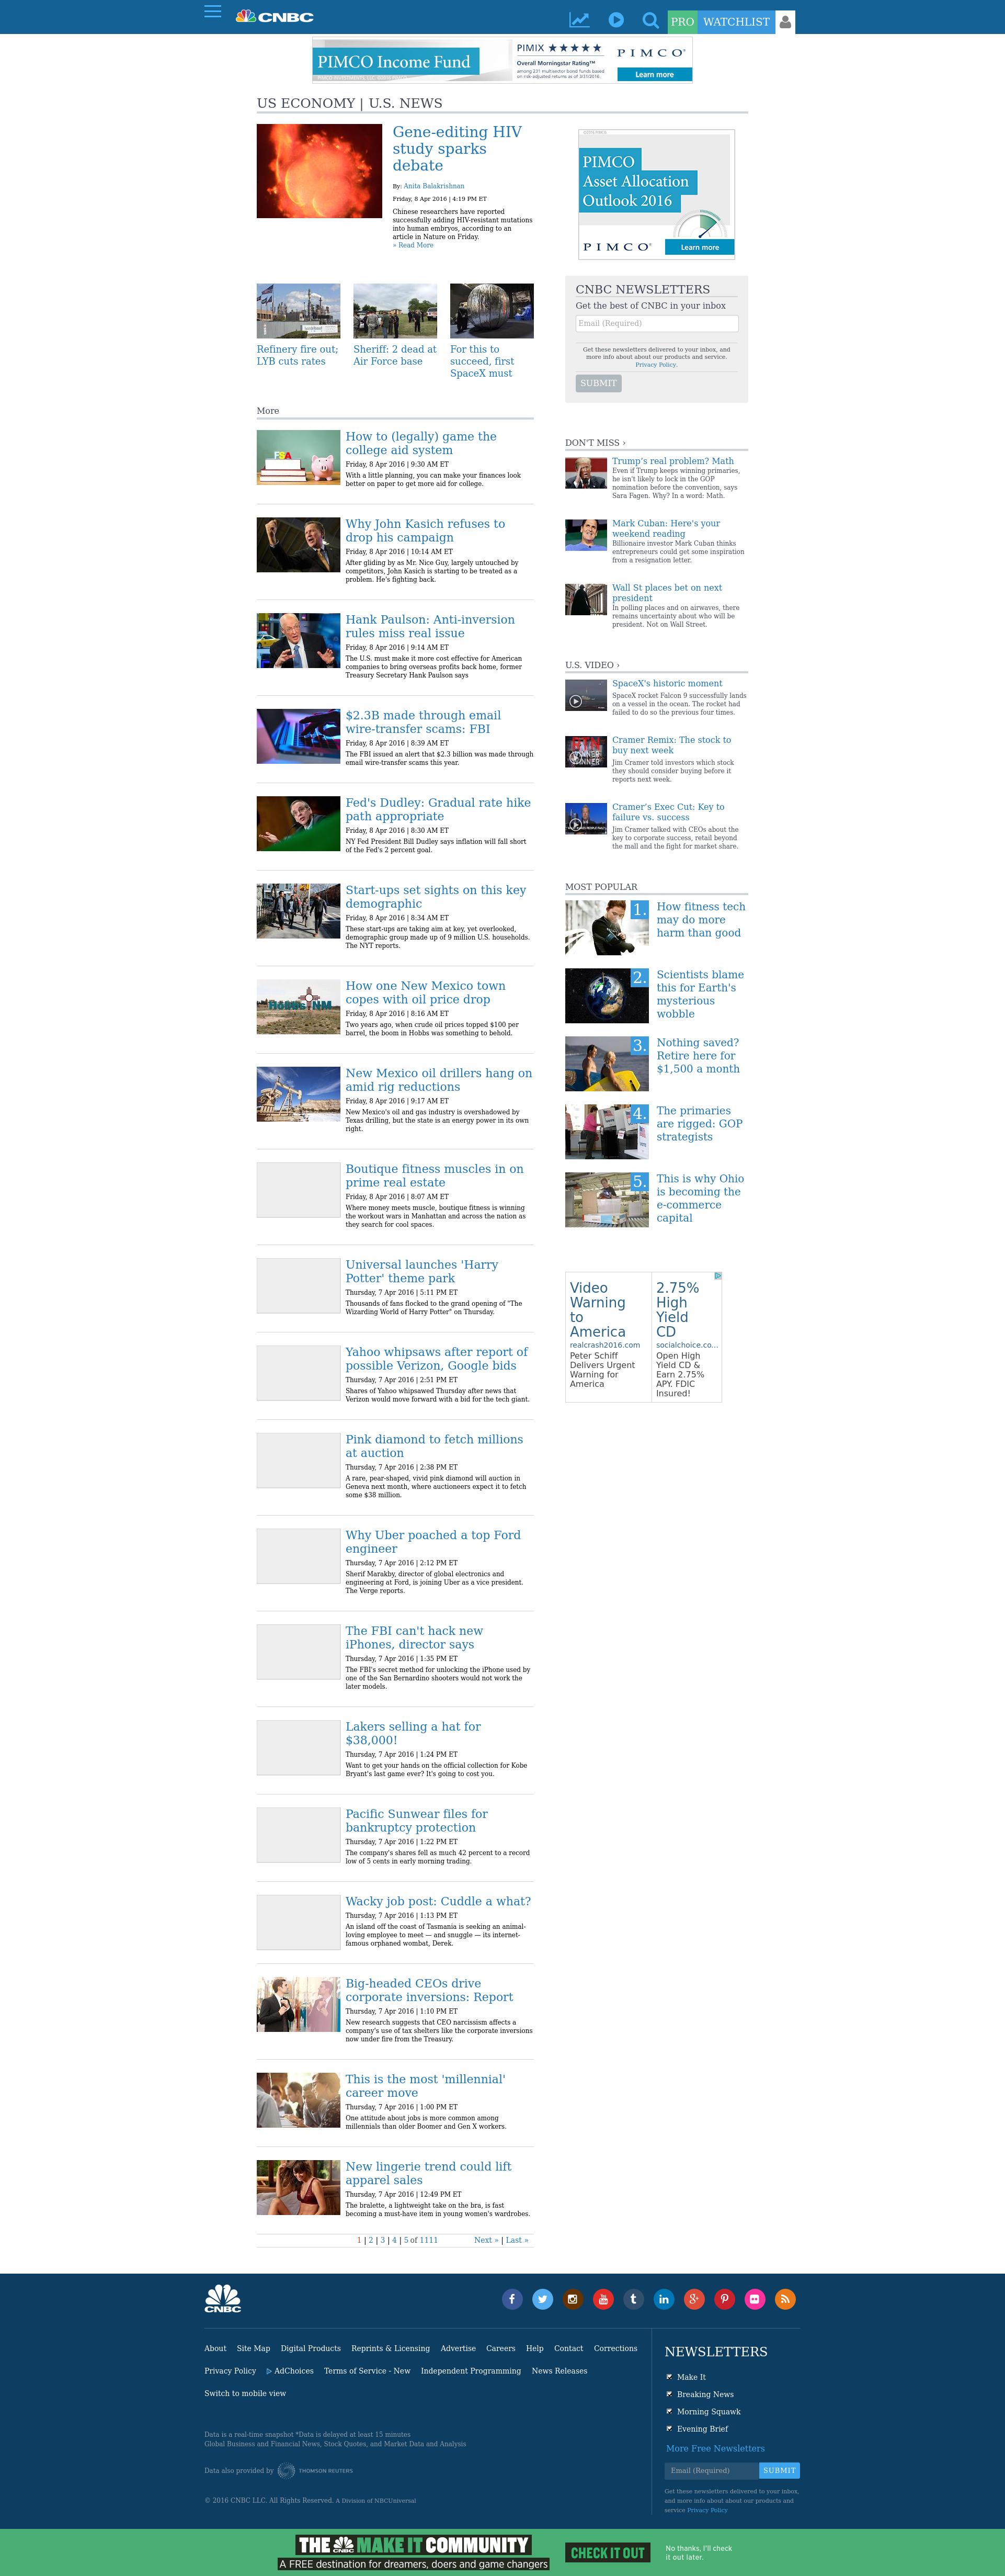 CNBC
PRO
WATCHLIST
PIMCO Income Fund
PIMIX ★★★★★
Overall Morningstar Rating™
among 231 multisector bond funds based
on risk-adjusted returns as of 3/31/2016
PIMCO®
Learn more
US ECONOMY | U.S. NEWS
Gene-editing HIV
study sparks
debate
By: Anita Balakrishnan
Friday, 8 Apr 2016 | 4:19 PM ET
Chinese researchers have reported
successfully adding HIV-resistant mutations
into human embryos, according to an
article in Nature on Friday.
» Read More
Refinery fire out;
LYB cuts rates
Sheriff: 2 dead at
Air Force base
For this to
succeed, first
SpaceX must
More
How to (legally) game the
college aid system
Friday, 8 Apr 2016 | 9:30 AM ET
With a little planning, you can make your finances look
better on paper to get more aid for college.
Why John Kasich refuses to
drop his campaign
Friday, 8 Apr 2016 | 10:14 AM ET
After gliding by as Mr. Nice Guy, largely untouched by
competitors, John Kasich is starting to be treated as a
problem. He's fighting back.
Hank Paulson: Anti-inversion
rules miss real issue
Friday, 8 Apr 2016 | 9:14 AM ET
The U.S. must make it more cost effective for American
companies to bring overseas profits back home, former
Treasury Secretary Hank Paulson says
$2.3B made through email
wire-transfer scams: FBI
Friday, 8 Apr 2016 | 8:39 AM ET
The FBI issued an alert that $2.3 billion was made through
email wire-transfer scams this year.
Fed's Dudley: Gradual rate hike
path appropriate
Friday, 8 Apr 2016 | 8:30 AM ET
NY Fed President Bill Dudley says inflation will fall short
of the Fed's 2 percent goal.
Start-ups set sights on this key
demographic
Friday, 8 Apr 2016 | 8:34 AM ET
These start-ups are taking aim at key, yet overlooked,
demographic group made up of 9 million U.S. households.
The NYT reports.
How one New Mexico town
copes with oil price drop
Friday, 8 Apr 2016 | 8:16 AM ET
Two years ago, when crude oil prices topped $100 per
barrel, the boom in Hobbs was something to behold.
New Mexico oil drillers hang on
amid rig reductions
Friday, 8 Apr 2016 | 9:17 AM ET
New Mexico's oil and gas industry is overshadowed by
Texas drilling, but the state is an energy power in its own
right.
Boutique fitness muscles in on
prime real estate
Friday, 8 Apr 2016 | 8:07 AM ET
Where money meets muscle, boutique fitness is winning
the workout wars in Manhattan and across the nation as
they search for cool spaces.
Universal launches 'Harry
Potter' theme park
Thursday, 7 Apr 2016 | 5:11 PM ET
Thousands of fans flocked to the grand opening of "The
Wizarding World of Harry Potter" on Thursday.
Yahoo whipsaws after report of
possible Verizon, Google bids
Thursday, 7 Apr 2016 | 2:51 PM ET
Shares of Yahoo whipsawed Thursday after news that
Verizon would move forward with a bid for the tech giant.
Pink diamond to fetch millions
at auction
Thursday, 7 Apr 2016 | 2:38 PM ET
A rare, pear-shaped, vivid pink diamond will auction in
Geneva next month, where auctioneers expect it to fetch
some $38 million.
Why Uber poached a top Ford
engineer
Thursday, 7 Apr 2016 | 2:12 PM ET
Sherif Marakby, director of global electronics and
engineering at Ford, is joining Uber as a vice president.
The Verge reports.
The FBI can't hack new
iPhones, director says
Thursday, 7 Apr 2016 | 1:35 PM ET
The FBI's secret method for unlocking the iPhone used by
one of the San Bernardino shooters would not work the
later models.
Lakers selling a hat for
$38,000!
Thursday, 7 Apr 2016 | 1:24 PM ET
Want to get your hands on the official collection for Kobe
Bryant's last game ever? It's going to cost you.
Pacific Sunwear files for
bankruptcy protection
Thursday, 7 Apr 2016 | 1:22 PM ET
The company's shares fell as much 42 percent to a record
low of 5 cents in early morning trading.
Wacky job post: Cuddle a what?
Thursday, 7 Apr 2016 | 1:13 PM ET
An island off the coast of Tasmania is seeking an animal-
loving employee to meet — and snuggle — its internet-
famous orphaned wombat, Derek.
Big-headed CEOs drive
corporate inversions: Report
Thursday, 7 Apr 2016 | 1:10 PM ET
New research suggests that CEO narcissism affects a
company's use of tax shelters like the corporate inversions
now under fire from the Treasury.
This is the most 'millennial'
career move
Thursday, 7 Apr 2016 | 1:00 PM ET
One attitude about jobs is more common among
millennials than older Boomer and Gen X workers.
New lingerie trend could lift
apparel sales
Thursday, 7 Apr 2016 | 12:49 PM ET
The bralette, a lightweight take on the bra, is fast
becoming a must-have item in young women's wardrobes.
1 | 2 | 3 | 4 | 5 of 1111 Next » | Last »
PIMCO
Asset Allocation
Outlook 2016
PIMCO®
Learn more
CNBC NEWSLETTERS
Get the best of CNBC in your inbox
Email (Required)
Get these newsletters delivered to your inbox, and
more info about about our products and service.
Privacy Policy.
SUBMIT
DON'T MISS ›
Trump's real problem? Math
Even if Trump keeps winning primaries,
he isn't likely to lock in the GOP
nomination before the convention, says
Sara Fagen. Why? In a word: Math.
Mark Cuban: Here's your
weekend reading
Billionaire investor Mark Cuban thinks
entrepreneurs could get some inspiration
from a resignation letter.
Wall St places bet on next
president
In polling places and on airwaves, there
remains uncertainty about who will be
president. Not on Wall Street.
U.S. VIDEO ›
SpaceX's historic moment
SpaceX rocket Falcon 9 successfully lands
on a vessel in the ocean. The rocket had
failed to do so the previous four times.
Cramer Remix: The stock to
buy next week
Jim Cramer told investors which stock
they should consider buying before it
reports next week.
Cramer's Exec Cut: Key to
failure vs. success
Jim Cramer talked with CEOs about the
key to corporate success, retail beyond
the mall and the fight for market share.
MOST POPULAR
1.
How fitness tech
may do more
harm than good
2.
Scientists blame
this for Earth's
mysterious
wobble
3.
Nothing saved?
Retire here for
$1,500 a month
4.
The primaries
are rigged: GOP
strategists
5.
This is why Ohio
is becoming the
e-commerce
capital
Video
Warning
to
America
realcrash2016.com
Peter Schiff
Delivers Urgent
Warning for
America
2.75%
High
Yield
CD
socialchoice.co...
Open High
Yield CD &
Earn 2.75%
APY. FDIC
Insured!
CNBC
About Site Map Digital Products Reprints & Licensing Advertise Careers Help Contact Corrections
Privacy Policy AdChoices Terms of Service - New Independent Programming News Releases
Switch to mobile view
Data is a real-time snapshot *Data is delayed at least 15 minutes
Global Business and Financial News, Stock Quotes, and Market Data and Analysis
Data also provided by THOMSON REUTERS
© 2016 CNBC LLC. All Rights Reserved. A Division of NBCUniversal
NEWSLETTERS
Make It
Breaking News
Morning Squawk
Evening Brief
More Free Newsletters
Email (Required)
SUBMIT
Get these newsletters delivered to your inbox,
and more info about about our products and
service Privacy Policy
THE CNBC MAKE IT COMMUNITY
A FREE destination for dreamers, doers and game changers
CHECK IT OUT
No thanks, I'll check
it out later.